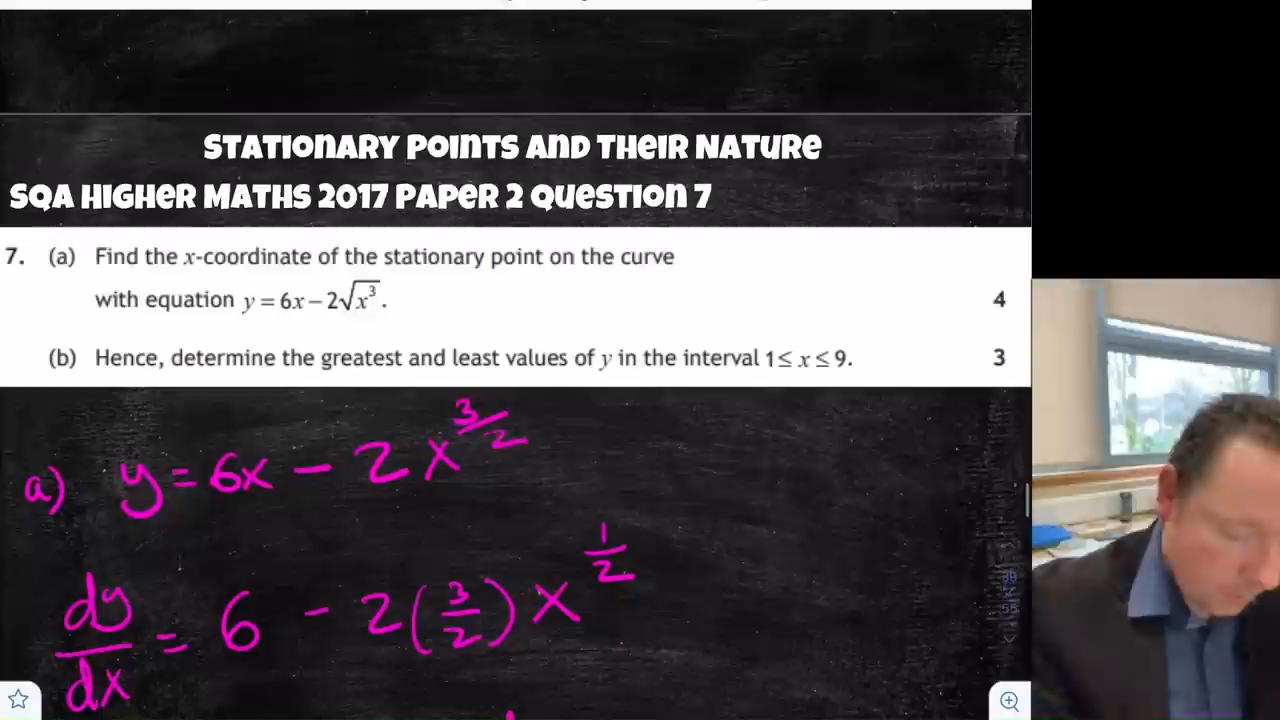 STATIONARY POINTS AND THEIR NATURE
SQA HIGHER MATHS 2017 PAPER 2 QUESTION 7
7. (a) Find the x-coordinate of the stationary point on the curve
with equation y = 6x − 2√x³. 4
(b) Hence, determine the greatest and least values of y in the interval 1 ≤ x ≤ 9. 3
a) y = 6x − 2x^(3/2)
dy/dx = 6 − 2(3/2)x^(1/2)